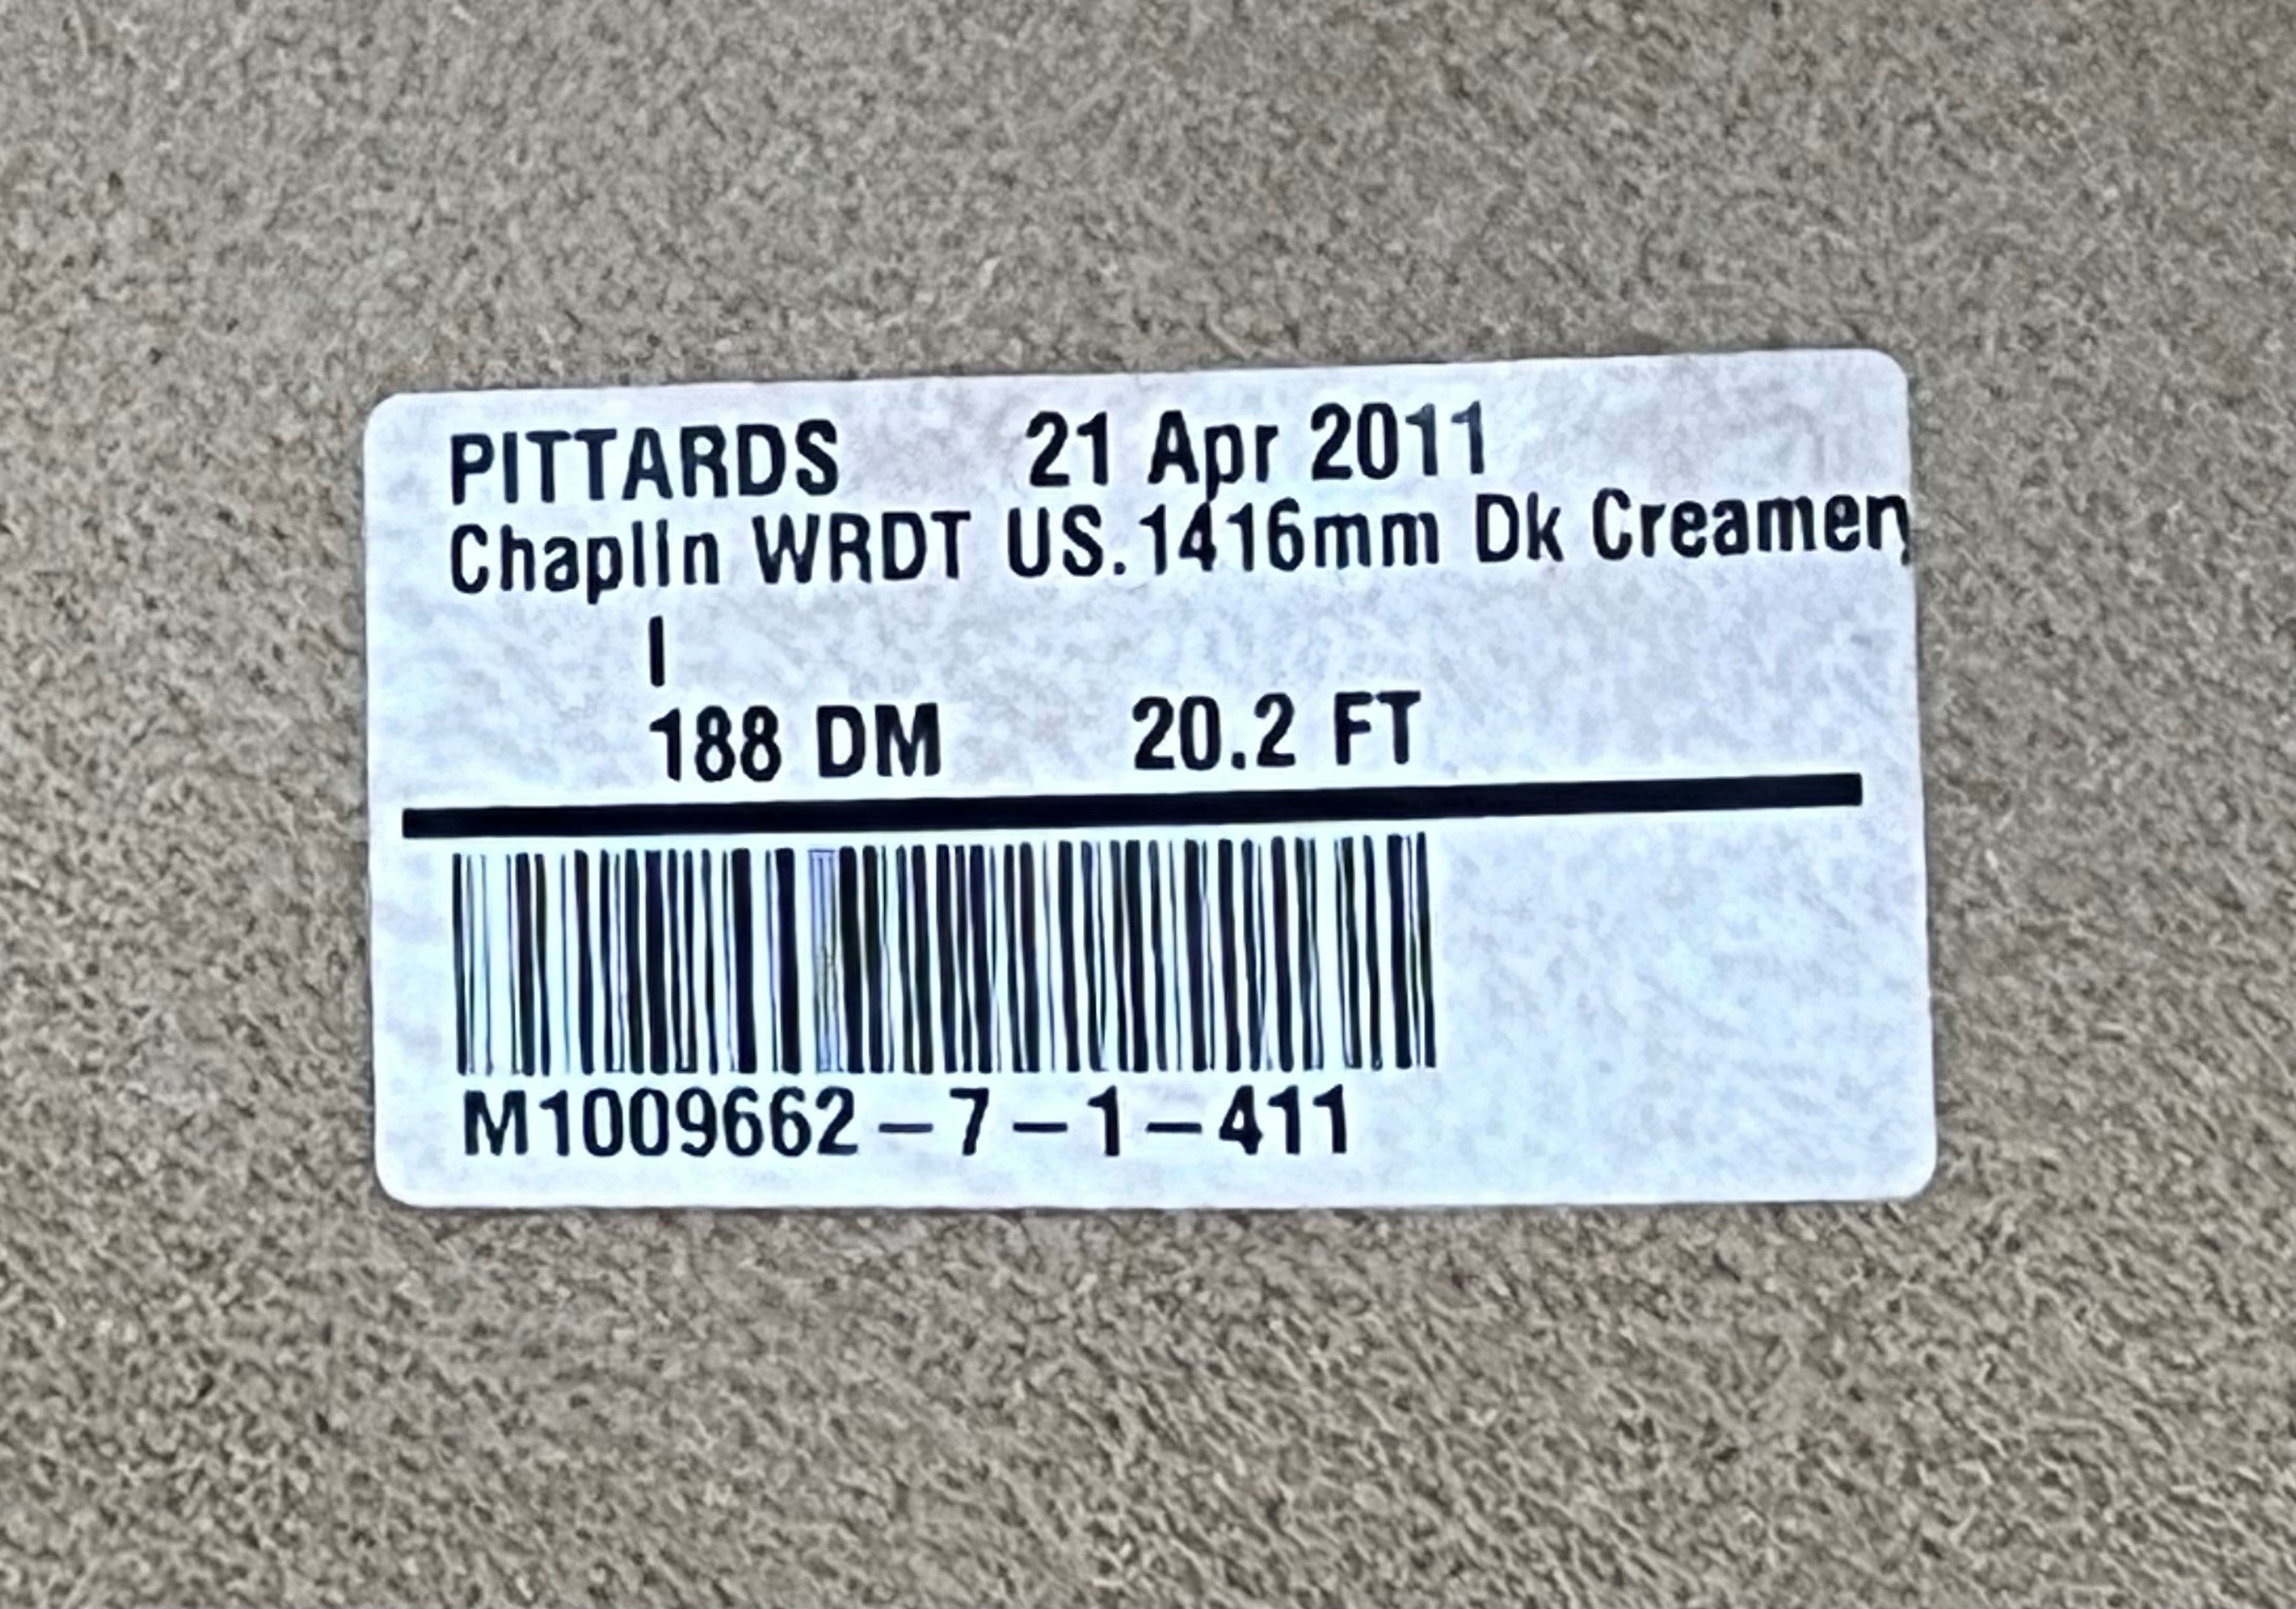 PITTARDS 21 Apr 2011
Chaplin WRDT US.1416mm Dk Creamery
I
188 DM 20.2 FT
M1009662-7-1-411